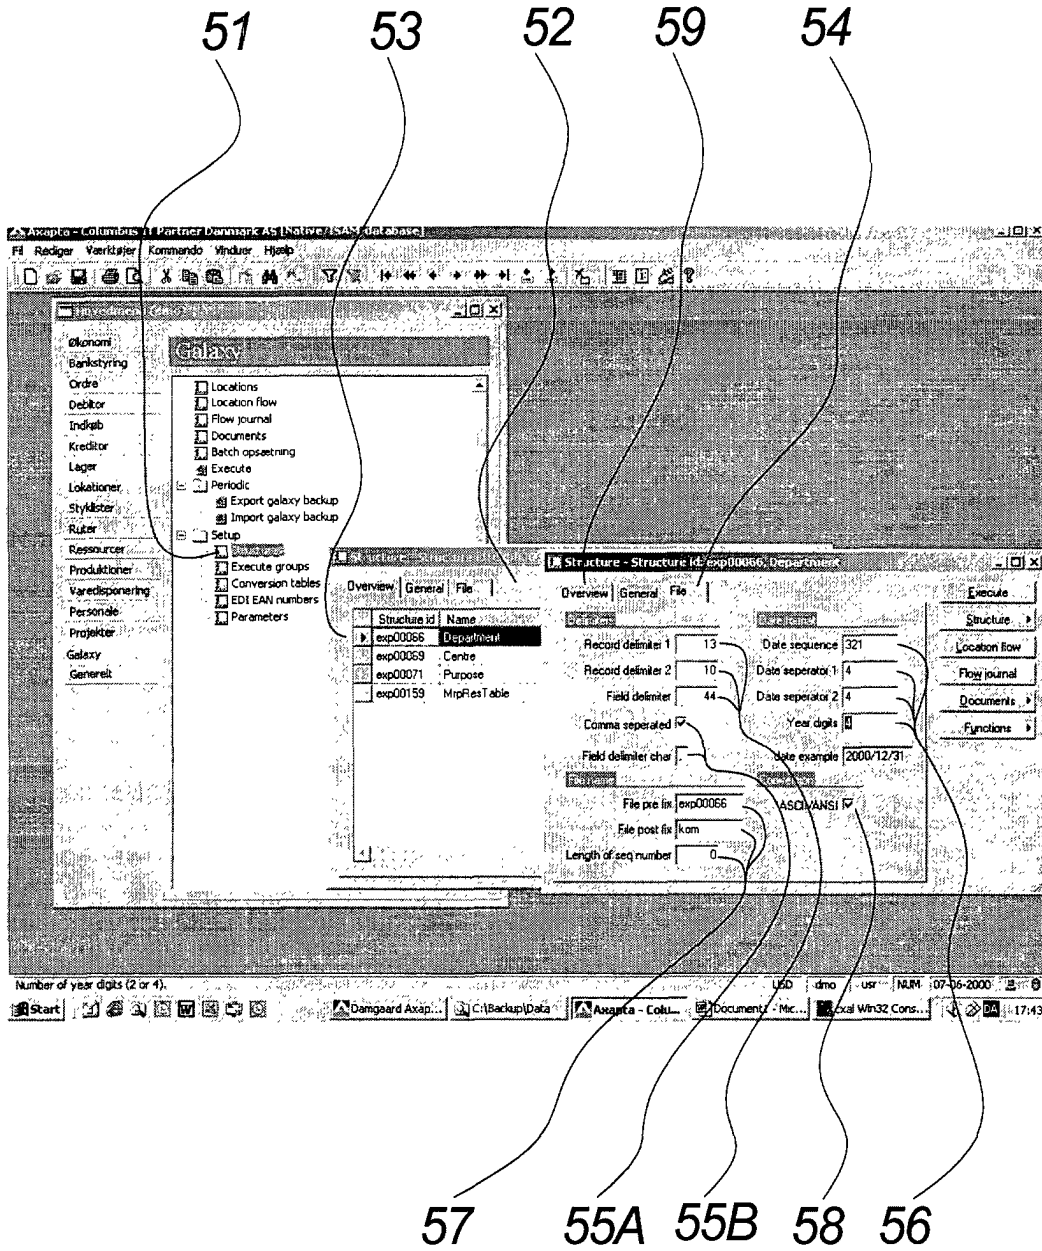 51 53 52 59 54
Axapta - Columbus IT Partner Danmark AS [Native/ISAS/database]
Fil Rediger Værktøjer Kommando Vinduer Hjælp
Økonomi
Bankstyring
Ordre
Debitor
Indkøb
Kreditor
Lager
Lokationer
Styklister
Ruter
Ressourcer
Produktioner
Varedisponering
Personale
Projekter
Galaxy
Generelt
Galaxy
Locations
Location flow
Flow journal
Documents
Batch opsætning
Execute
Periodic
Export galaxy backup
Import galaxy backup
Setup
Execute groups
Conversion tables
EDI EAN numbers
Parameters
Overview General File
Structure id Name
exp00066 Department
exp00069 Centre
exp00071 Purpose
exp00159 MrpResTable
Structure - Structure id: exp00066, Department
Overview General File
Record delimiter 1 13
Record delimiter 2 10
Field delimiter 44
Comma seperated
Field delimiter char
File name
File pre fix exp00066
File post fix kom
Length of seq number 0
Date sequence 321
Date seperator 1 4
Date seperator 2 4
Year digits 4
date example 2000/12/31
ASCII/ANSI
Execute
Structure
Location flow
Flow journal
Documents
Functions
Number of year digits (2 or 4).
USD dmo usr NUM 07-06-2000
Start Damgaard Axap... C:\Backup\Data Axapta - Colu... Document1 - Mic... Exal Win32 Cons... DA 17:43
57 55A 55B 58 56